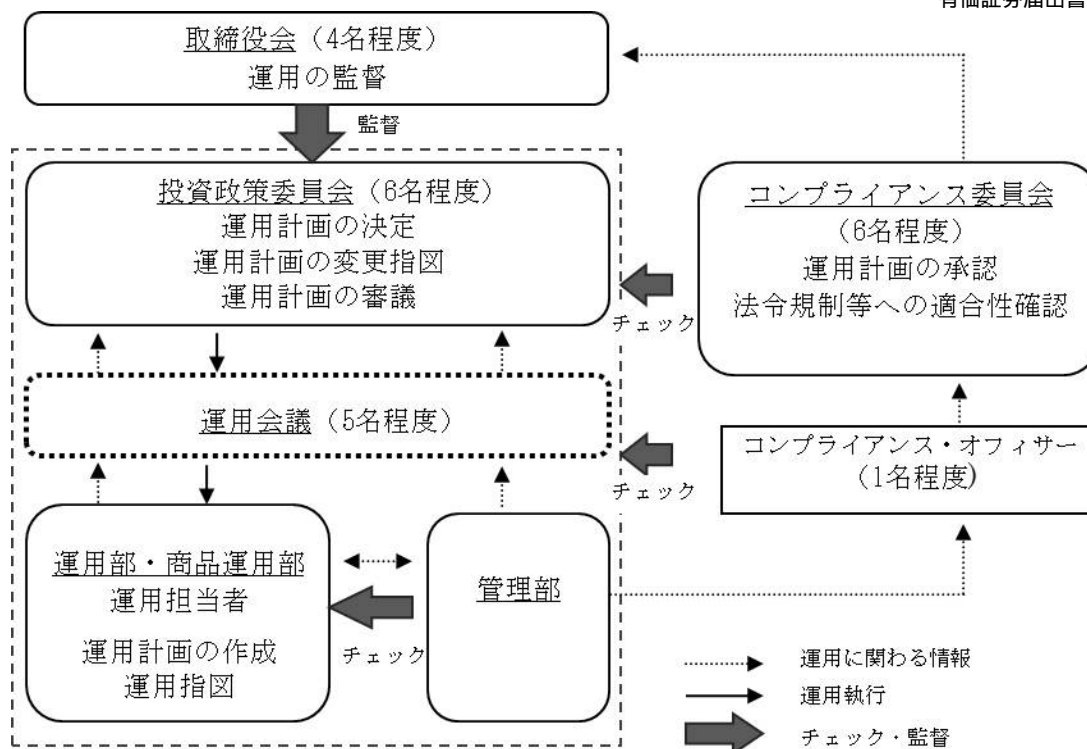 有価証券届出書
取締役会（4名程度）
運用の監督
監督
投資政策委員会（6名程度）
運用計画の決定
運用計画の変更指図
運用計画の審議
コンプライアンス委員会
（6名程度）
運用計画の承認
法令規制等への適合性確認
チェック
運用会議（5名程度）
チェック
コンプライアンス・オフィサー
（1名程度）
運用部・商品運用部
運用担当者
運用計画の作成
運用指図
チェック
管理部
運用に関わる情報
運用執行
チェック・監督